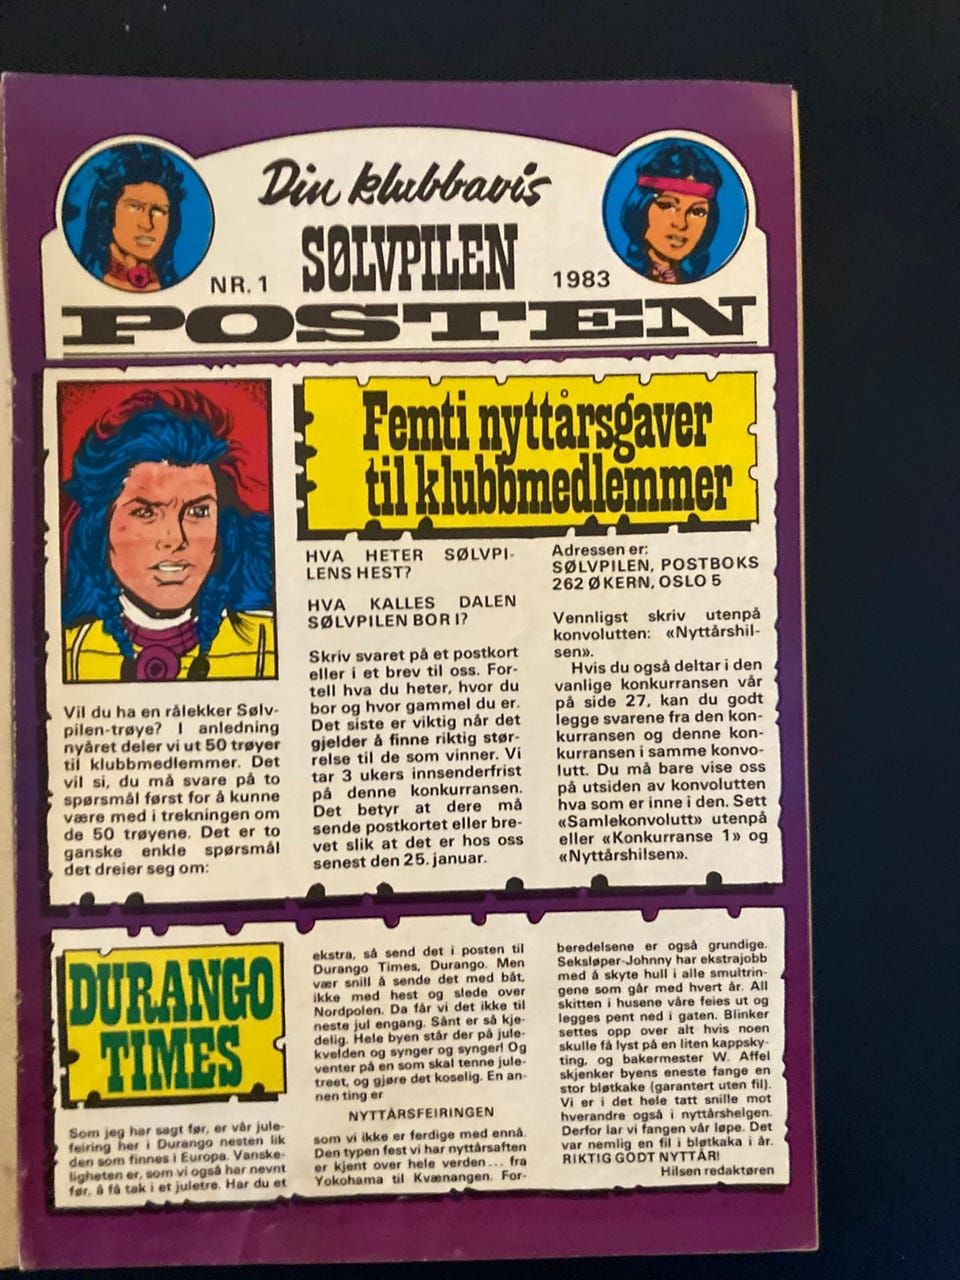 Din klubbavis
SØLVPILEN
NR. 1
1983
POSTEN
Femti nyttårsgaver
til klubbmedlemmer
Vil du ha en rålekker Sølv-
pilen-trøye? I anledning
nyåret deler vi ut 50 trøyer
til klubbmedlemmer. Det
vil si, du må svare på to
spørsmål først for å kunne
være med i trekningen om
de 50 trøyene. Det er to
ganske enkle spørsmål
det dreier seg om:
HVA HETER SØLVPI-
LENS HEST?
HVA KALLES DALEN
SØLVPILEN BOR I?
Skriv svaret på et postkort
eller i et brev til oss. For-
tell hva du heter, hvor du
bor og hvor gammel du er.
Det siste er viktig når det
gjelder å finne riktig stør-
relse til de som vinner. Vi
tar 3 ukers innsenderfrist
på denne konkurransen.
Det betyr at dere må
sende postkortet eller bre-
vet slik at det er hos oss
senest den 25. januar.
Adressen er:
SØLVPILEN, POSTBOKS
262 ØKERN, OSLO 5
Vennligst skriv utenpå
konvolutten: «Nyttårshil-
sen».
Hvis du også deltar i den
vanlige konkurransen vår
på side 27, kan du godt
legge svarene fra den kon-
kurransen og denne kon-
kurransen i samme konvo-
lutt. Du må bare vise oss
på utsiden av konvolutten
hva som er inne i den. Sett
«Samlekonvolutt» utenpå
eller «Konkurranse 1» og
«Nyttårshilsen».
DURANGO
TIMES
Som jeg har sagt før, er vår jule-
feiring her i Durango nesten lik
den som finnes i Europa. Vanske-
ligheten er, som vi også har nevnt
før, å få tak i et juletre. Har du et
ekstra, så send det i posten til
Durango Times, Durango. Men
vær snill å sende det med båt,
ikke med hest og slede over
Nordpolen. Da får vi det ikke til
neste jul engang. Sånt er så kje-
delig. Hele byen står der på jule-
kvelden og synger og synger! Og
venter på en som skal tenne jule-
treet, og gjøre det koselig. En an-
nen ting er
NYTTÅRSFEIRINGEN
som vi ikke er ferdige med ennå.
Den typen fest vi har nyttårsaften
er kjent over hele verden... fra
Yokohama til Kvænangen. For-
beredelsene er også grundige.
Seksløper-Johnny har ekstrajobb
med å skyte hull i alle smultrin-
gene som går med hvert år. All
skitten i husene våre feies ut og
legges pent ned i gaten. Blinker
settes opp over alt hvis noen
skulle få lyst på en liten kappsky-
ting, og bakermester W. Affel
skjenker byens eneste fange en
stor bløtkake (garantert uten fil).
Vi er i det hele tatt snille mot
hverandre også i nyttårshelgen.
Derfor lar vi fangen vår løpe. Det
var nemlig en fil i bløtkaka i år.
RIKTIG GODT NYTTÅR!
Hilsen redaktøren